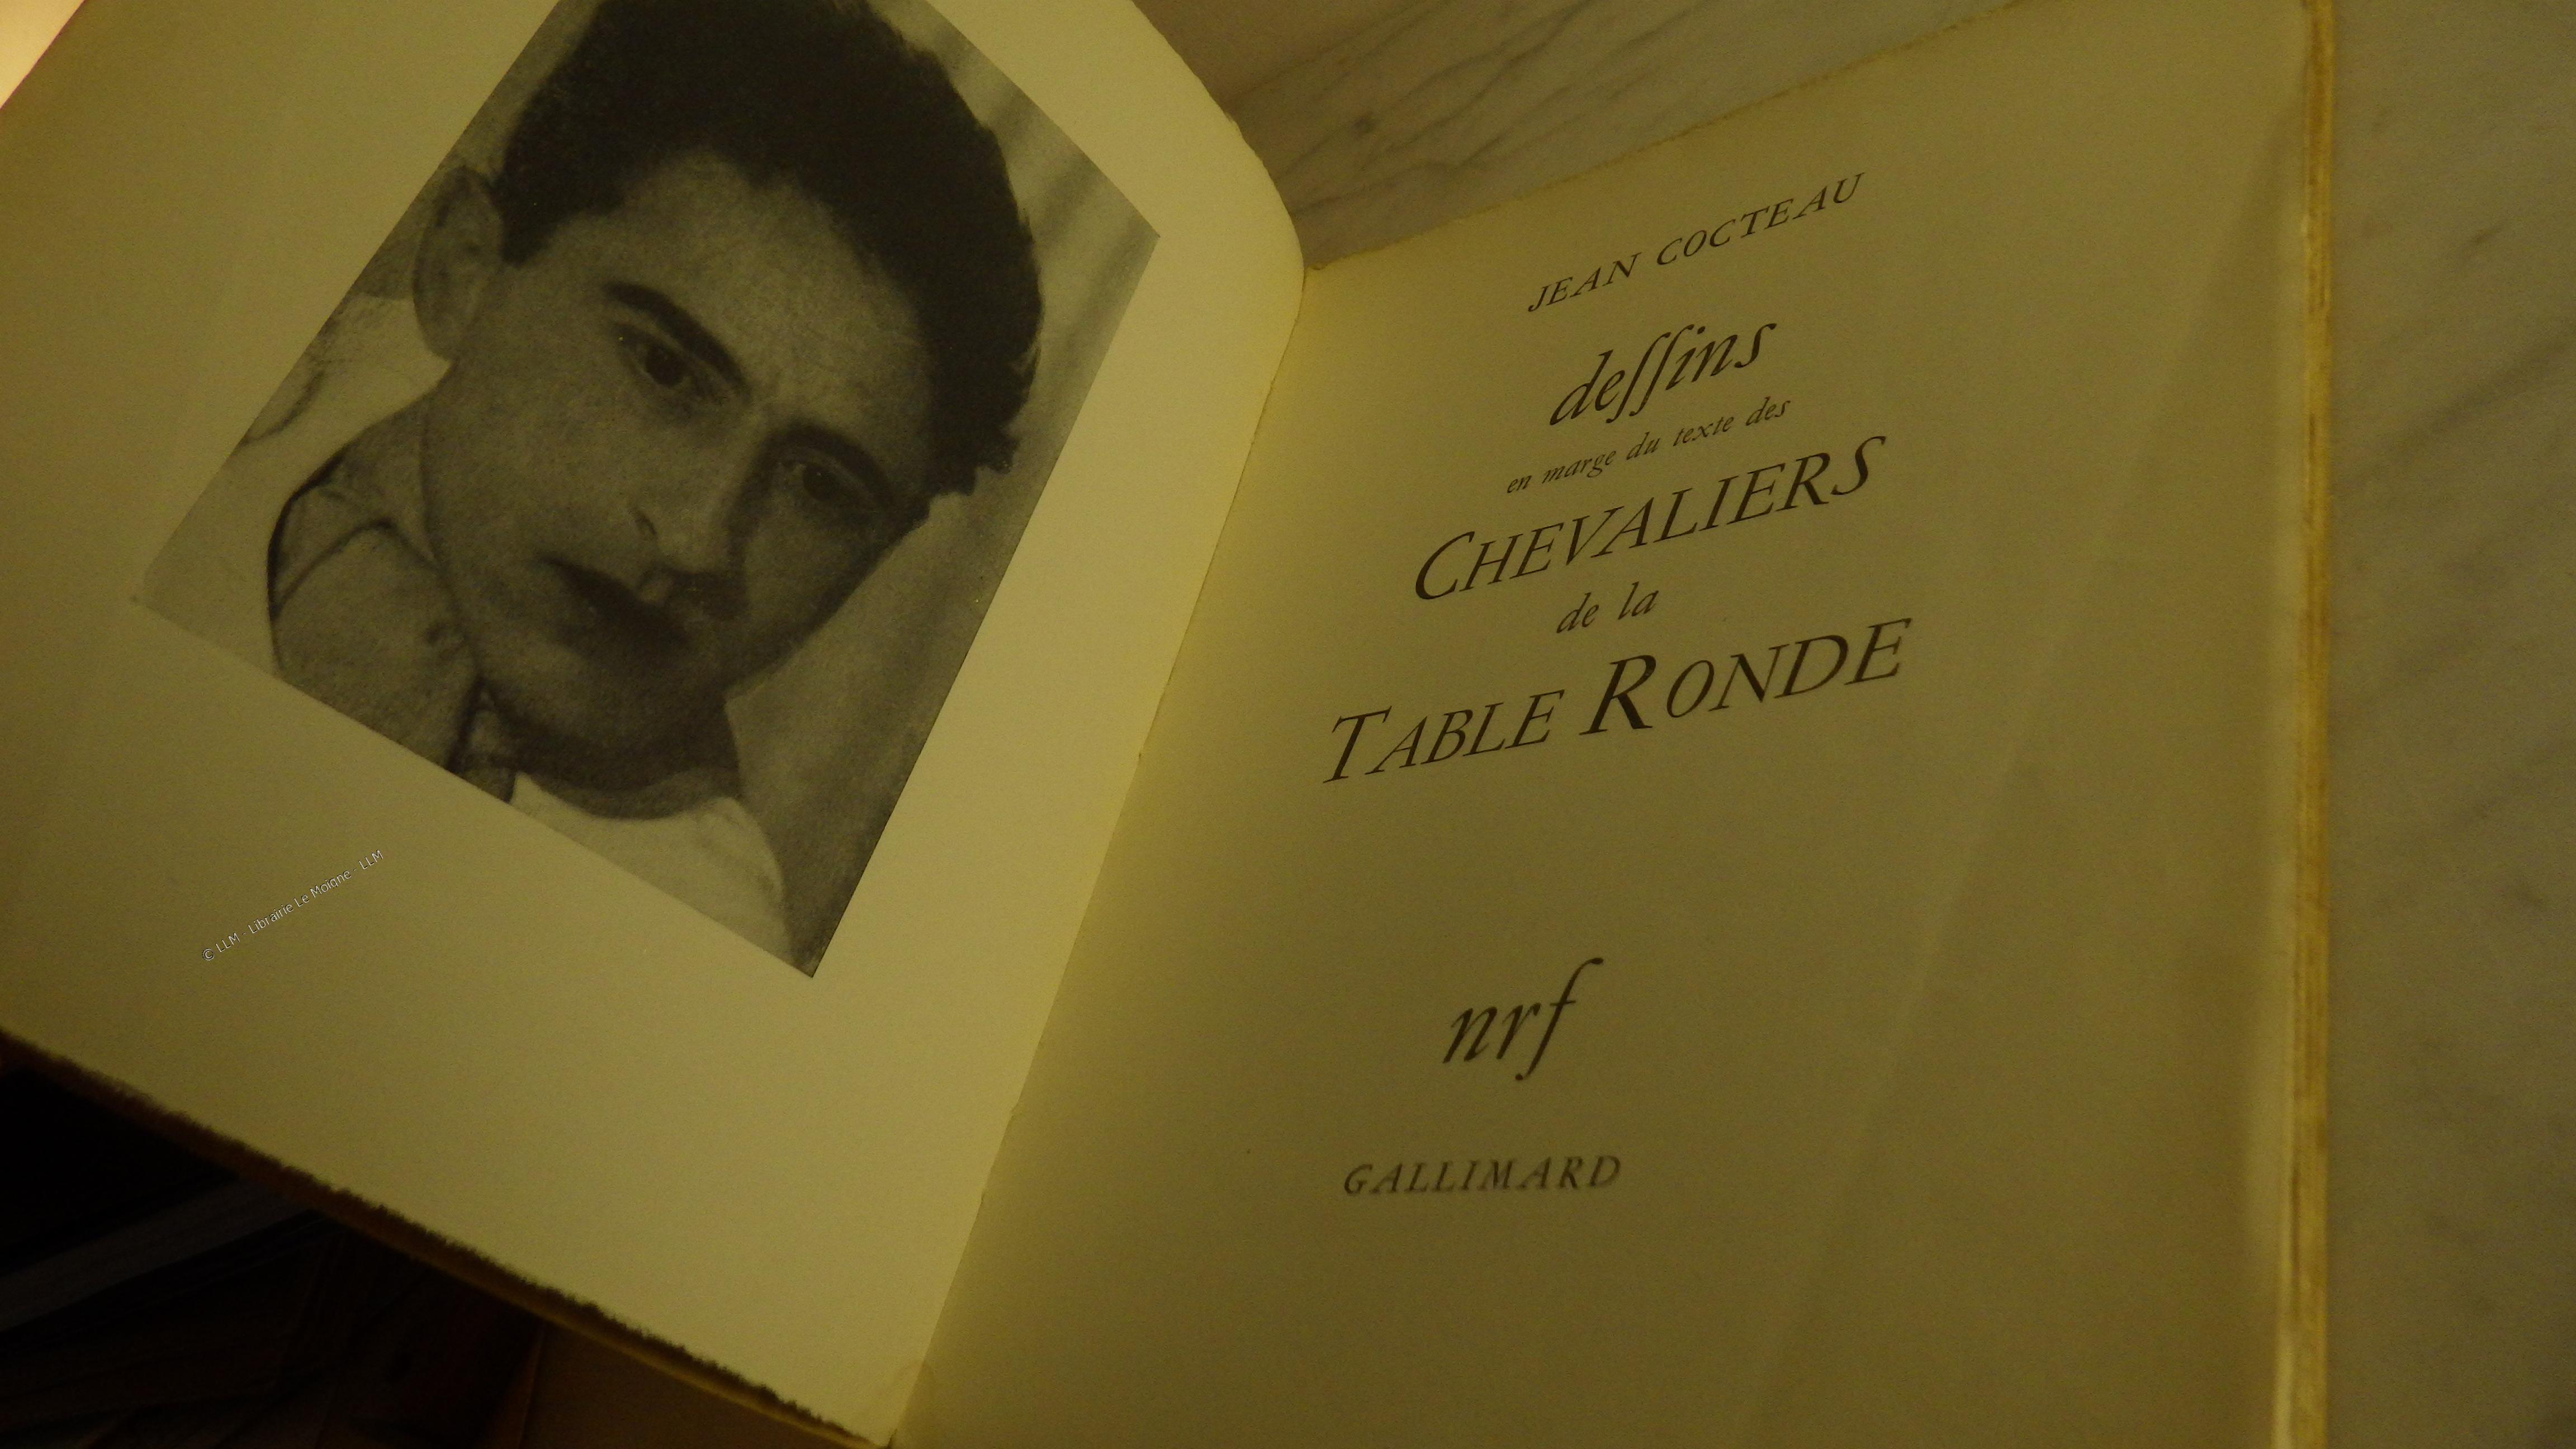 JEAN COCTEAU
deſſins
en marge du texte des
CHEVALIERS
de la
TABLE RONDE
nrf
GALLIMARD
© LLM - Librairie Le Moigne - LLM